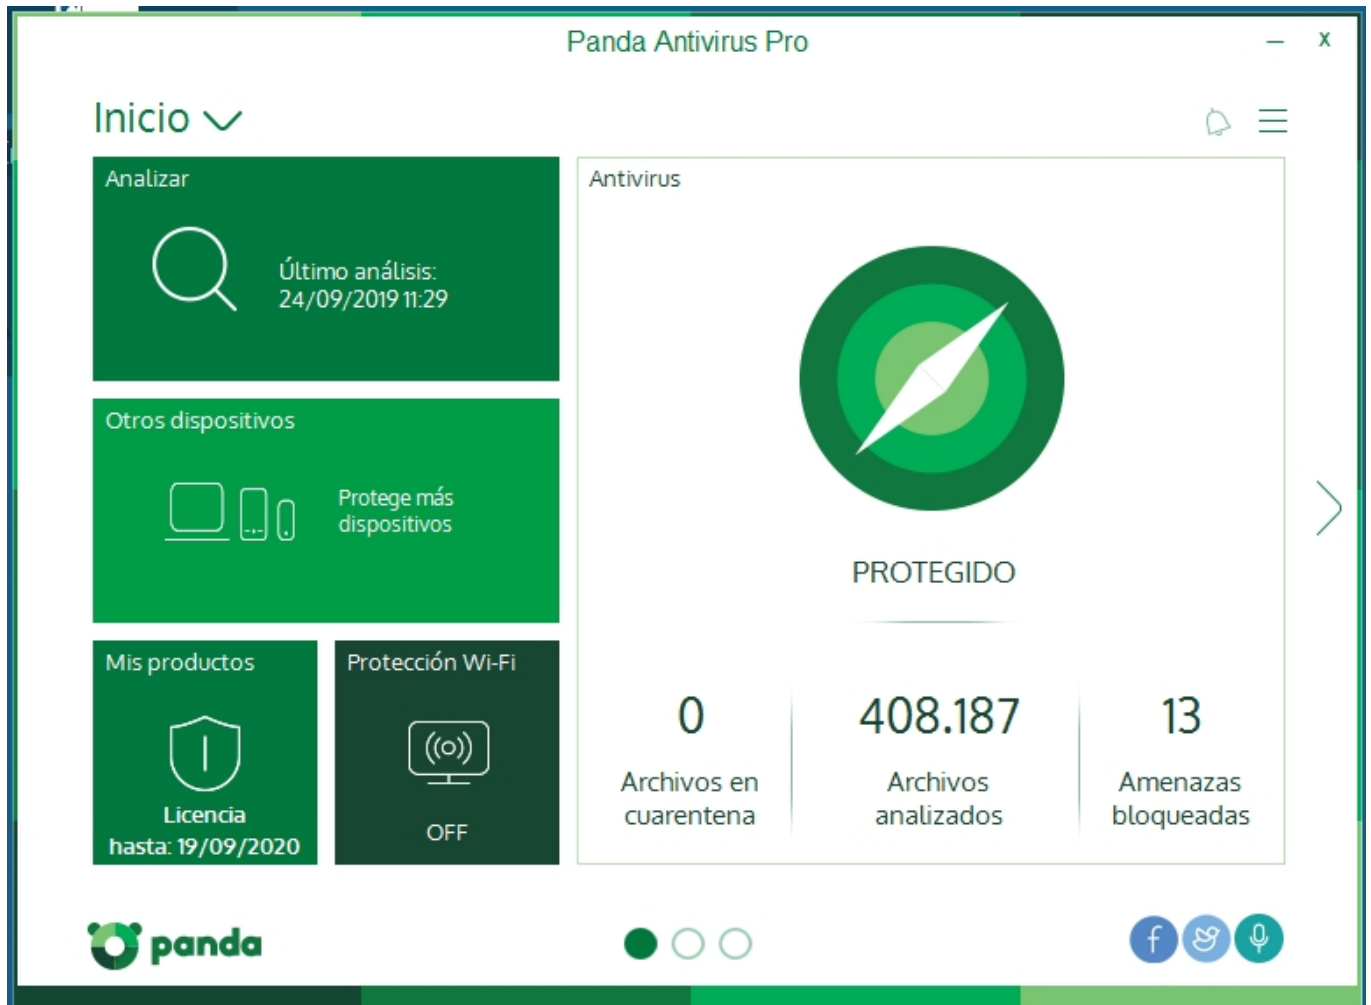 Panda Antivirus Pro
Inicio
Analizar
Último análisis:
24/09/2019 11:29
Otros dispositivos
Protege más
dispositivos
Mis productos
Licencia
hasta: 19/09/2020
Protección Wi-Fi
OFF
Antivirus
PROTEGIDO
0
Archivos en
cuarentena
408.187
Archivos
analizados
13
Amenazas
bloqueadas
panda